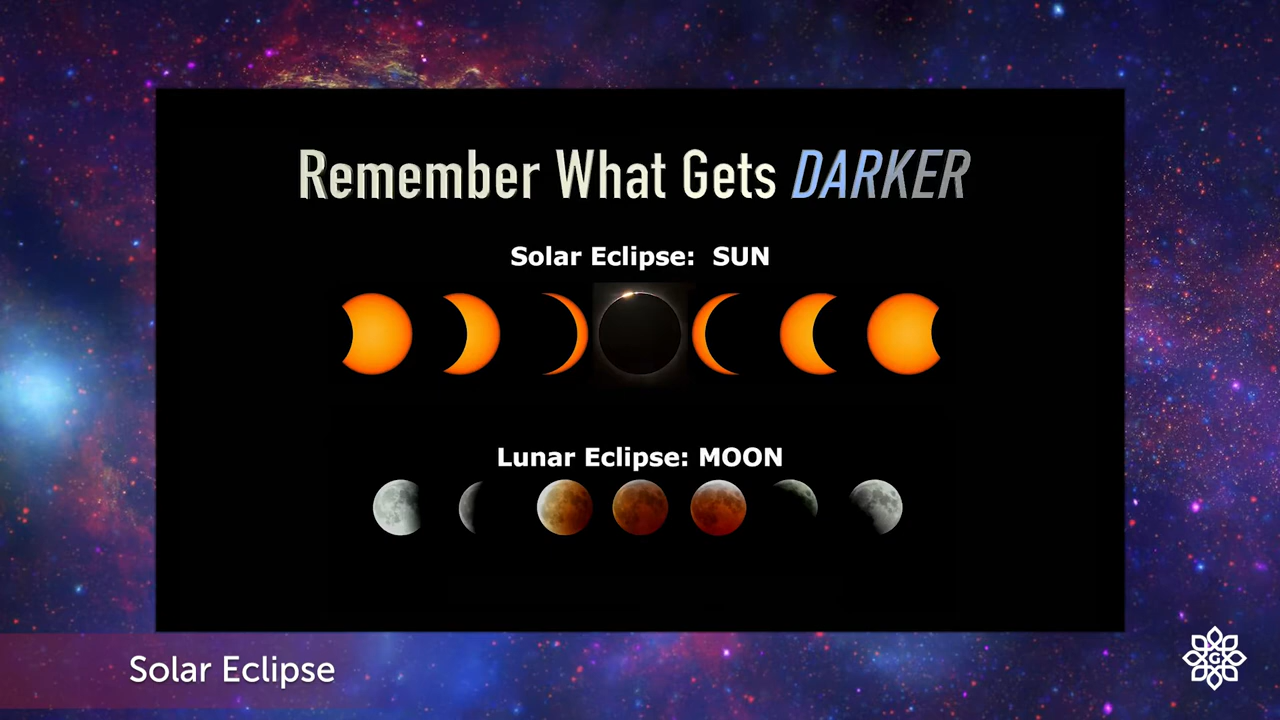 Remember What Gets DARKER
Solar Eclipse: SUN
Lunar Eclipse: MOON
Solar Eclipse
G